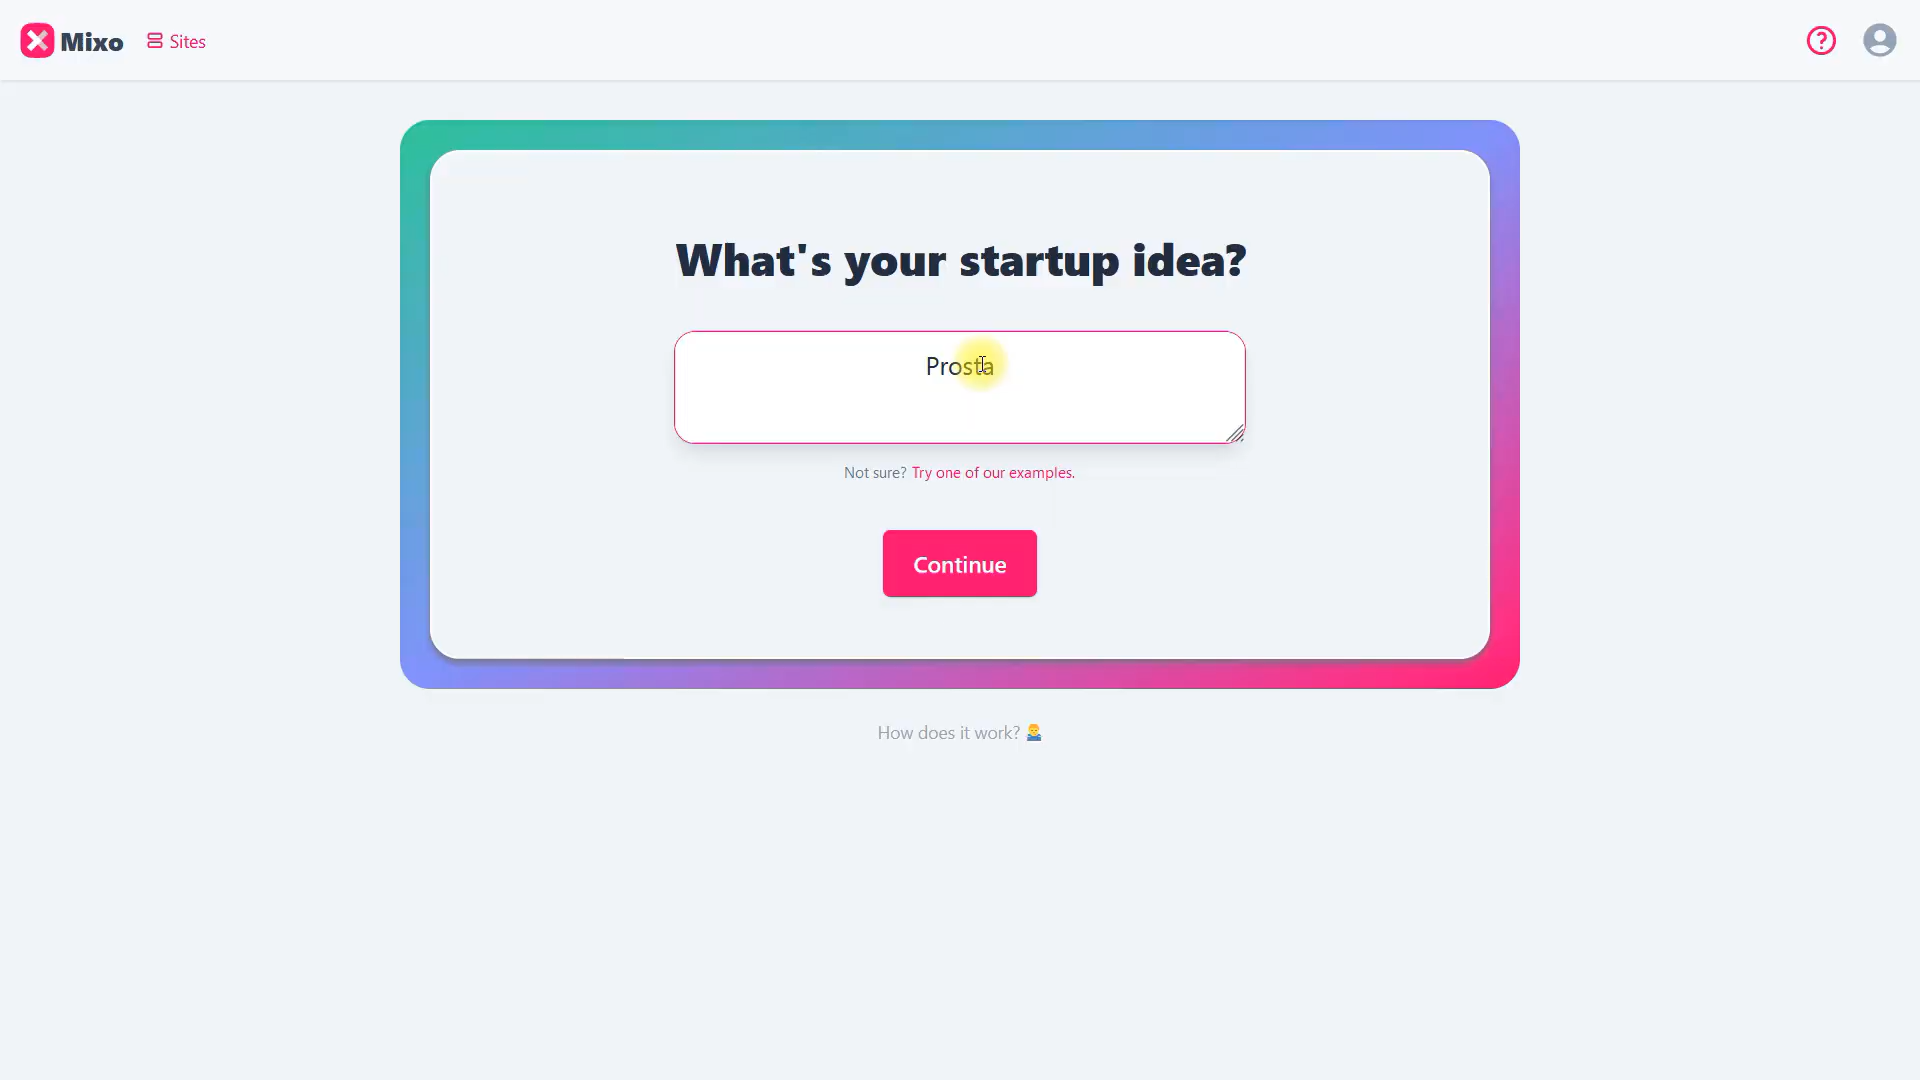 Mixo
Sites
What's your startup idea?
Prosta
Not sure? Try one of our examples.
Continue
How does it work?